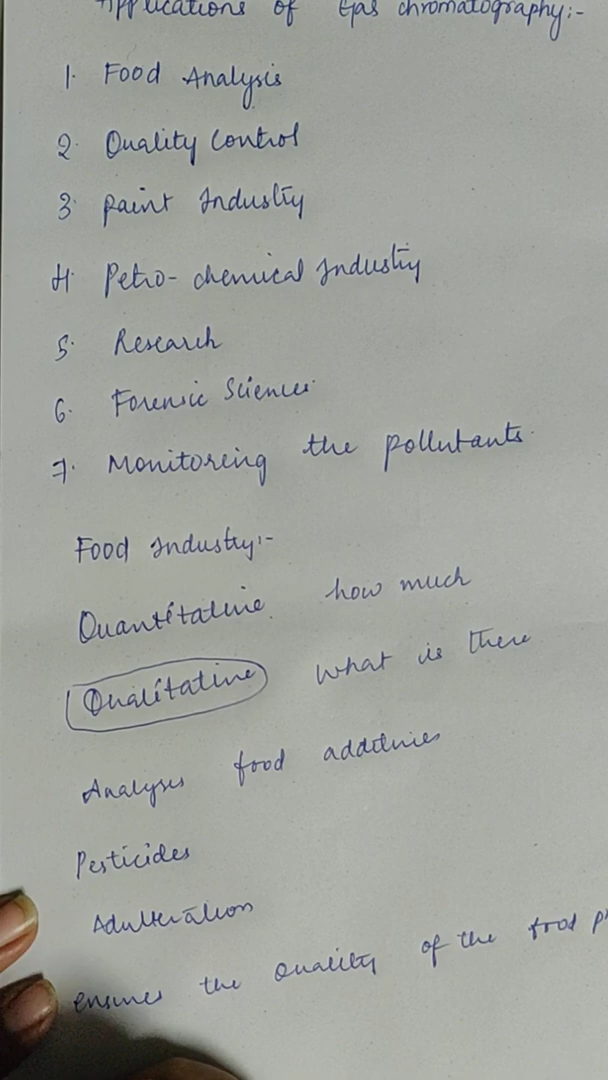 Applications of Gas chromatography:-
1. Food Analysis
2. Quality Control
3. Paint Industry
4. Petro-chemical Industry
5. Research
6. Forensic Sciences
7. Monitoring the pollutants.
Food Industry:-
Quantitative. how much
Qualitative What is there
Analyses food additives
Pesticides
Adulteration
ensures the Quality of the food